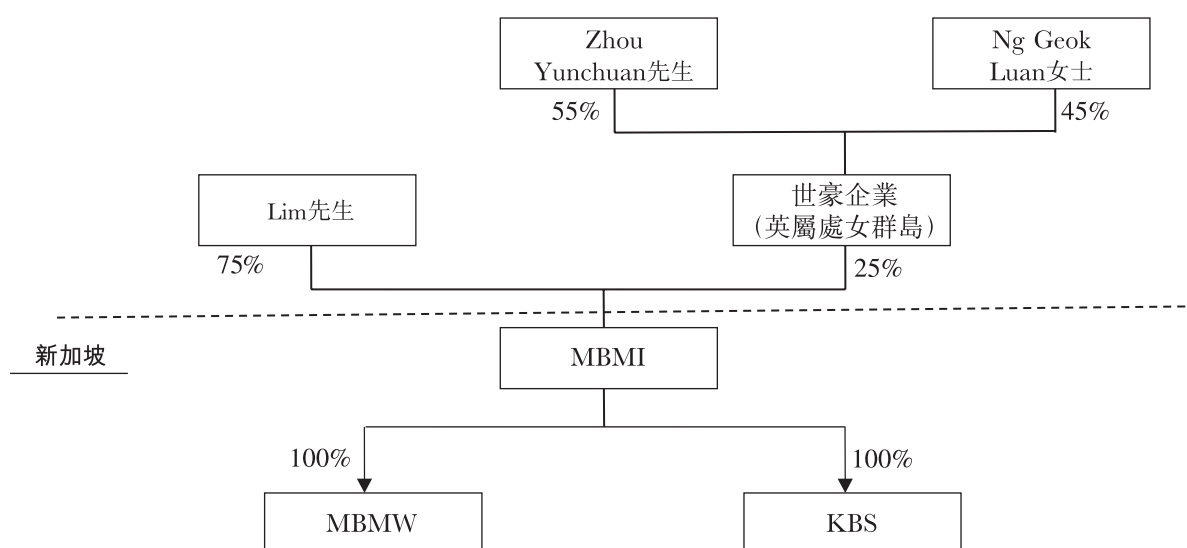 Zhou
Yunchuan先生
Ng Geok
Luan女士
55%
45%
Lim先生
世豪企業
（英屬處女群島）
75%
25%
新加坡
MBMI
100%
100%
MBMW
KBS